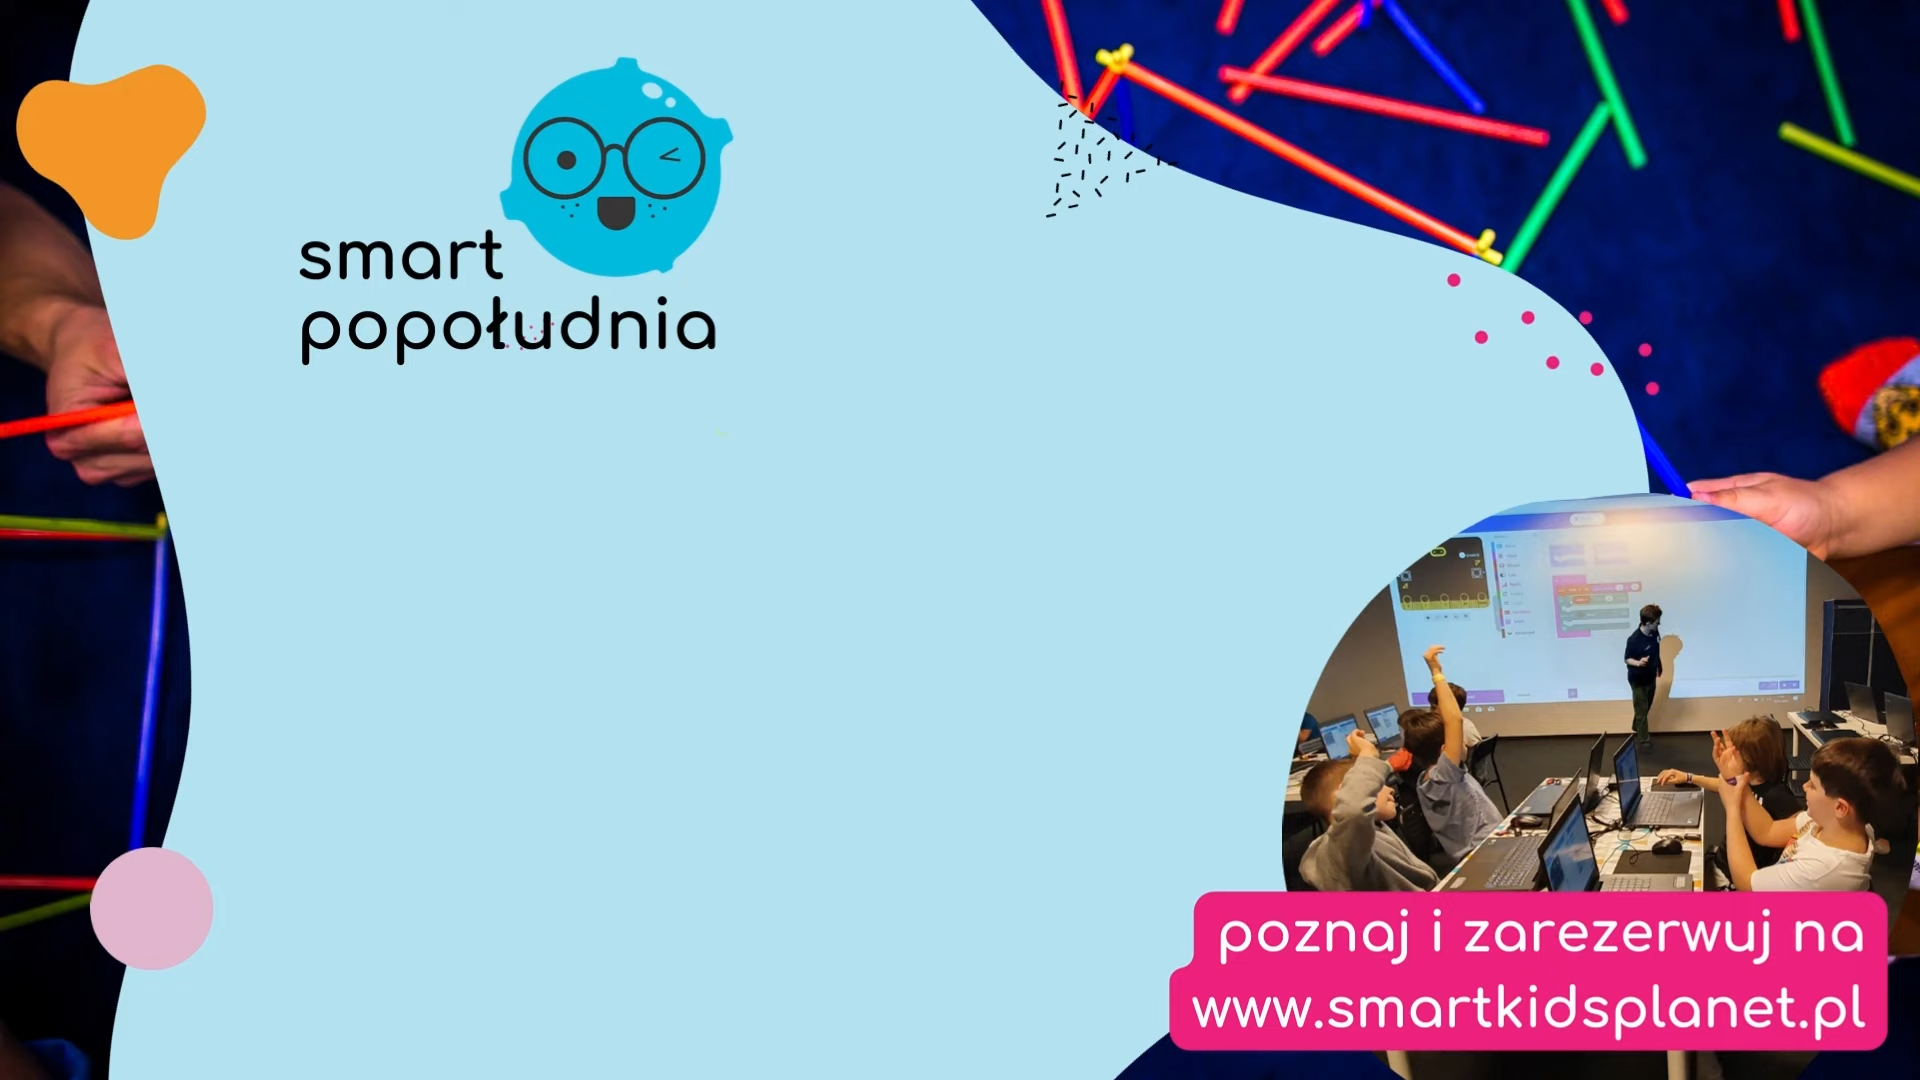 smart
popołudnia
poznaj i zarezerwuj na
www.smartkidsplanet.pl